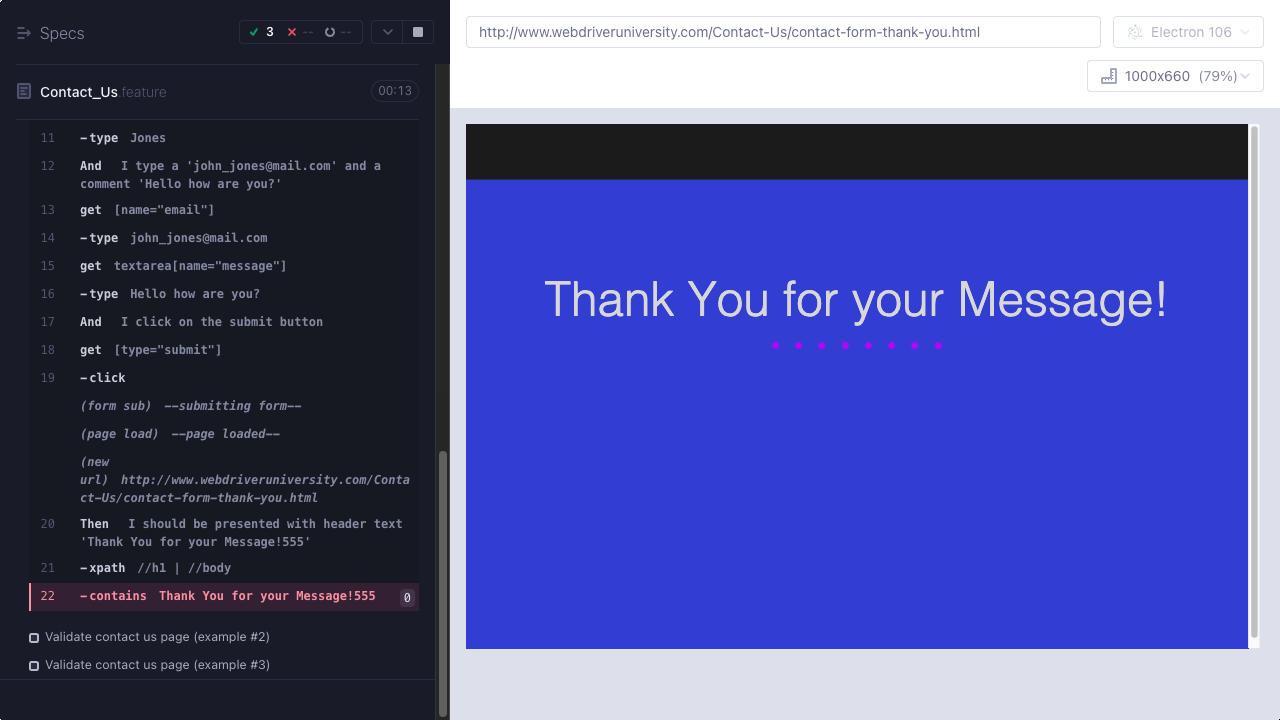 Specs
3
--
--
http://www.webdriveruniversity.com/Contact-Us/contact-form-thank-you.html
Electron 106
1000x660 (79%)
Contact_Us.feature
00:13
11 -type Jones
12 And I type a 'john_jones@mail.com' and a
comment 'Hello how are you?'
13 get [name="email"]
14 -type john_jones@mail.com
15 get textarea[name="message"]
16 -type Hello how are you?
17 And I click on the submit button
18 get [type="submit"]
19 -click
(form sub) --submitting form--
(page load) --page loaded--
(new
url) http://www.webdriveruniversity.com/Conta
ct-Us/contact-form-thank-you.html
20 Then I should be presented with header text
'Thank You for your Message!555'
21 -xpath //h1 | //body
22 -contains Thank You for your Message!555 0
Validate contact us page (example #2)
Validate contact us page (example #3)
Thank You for your Message!